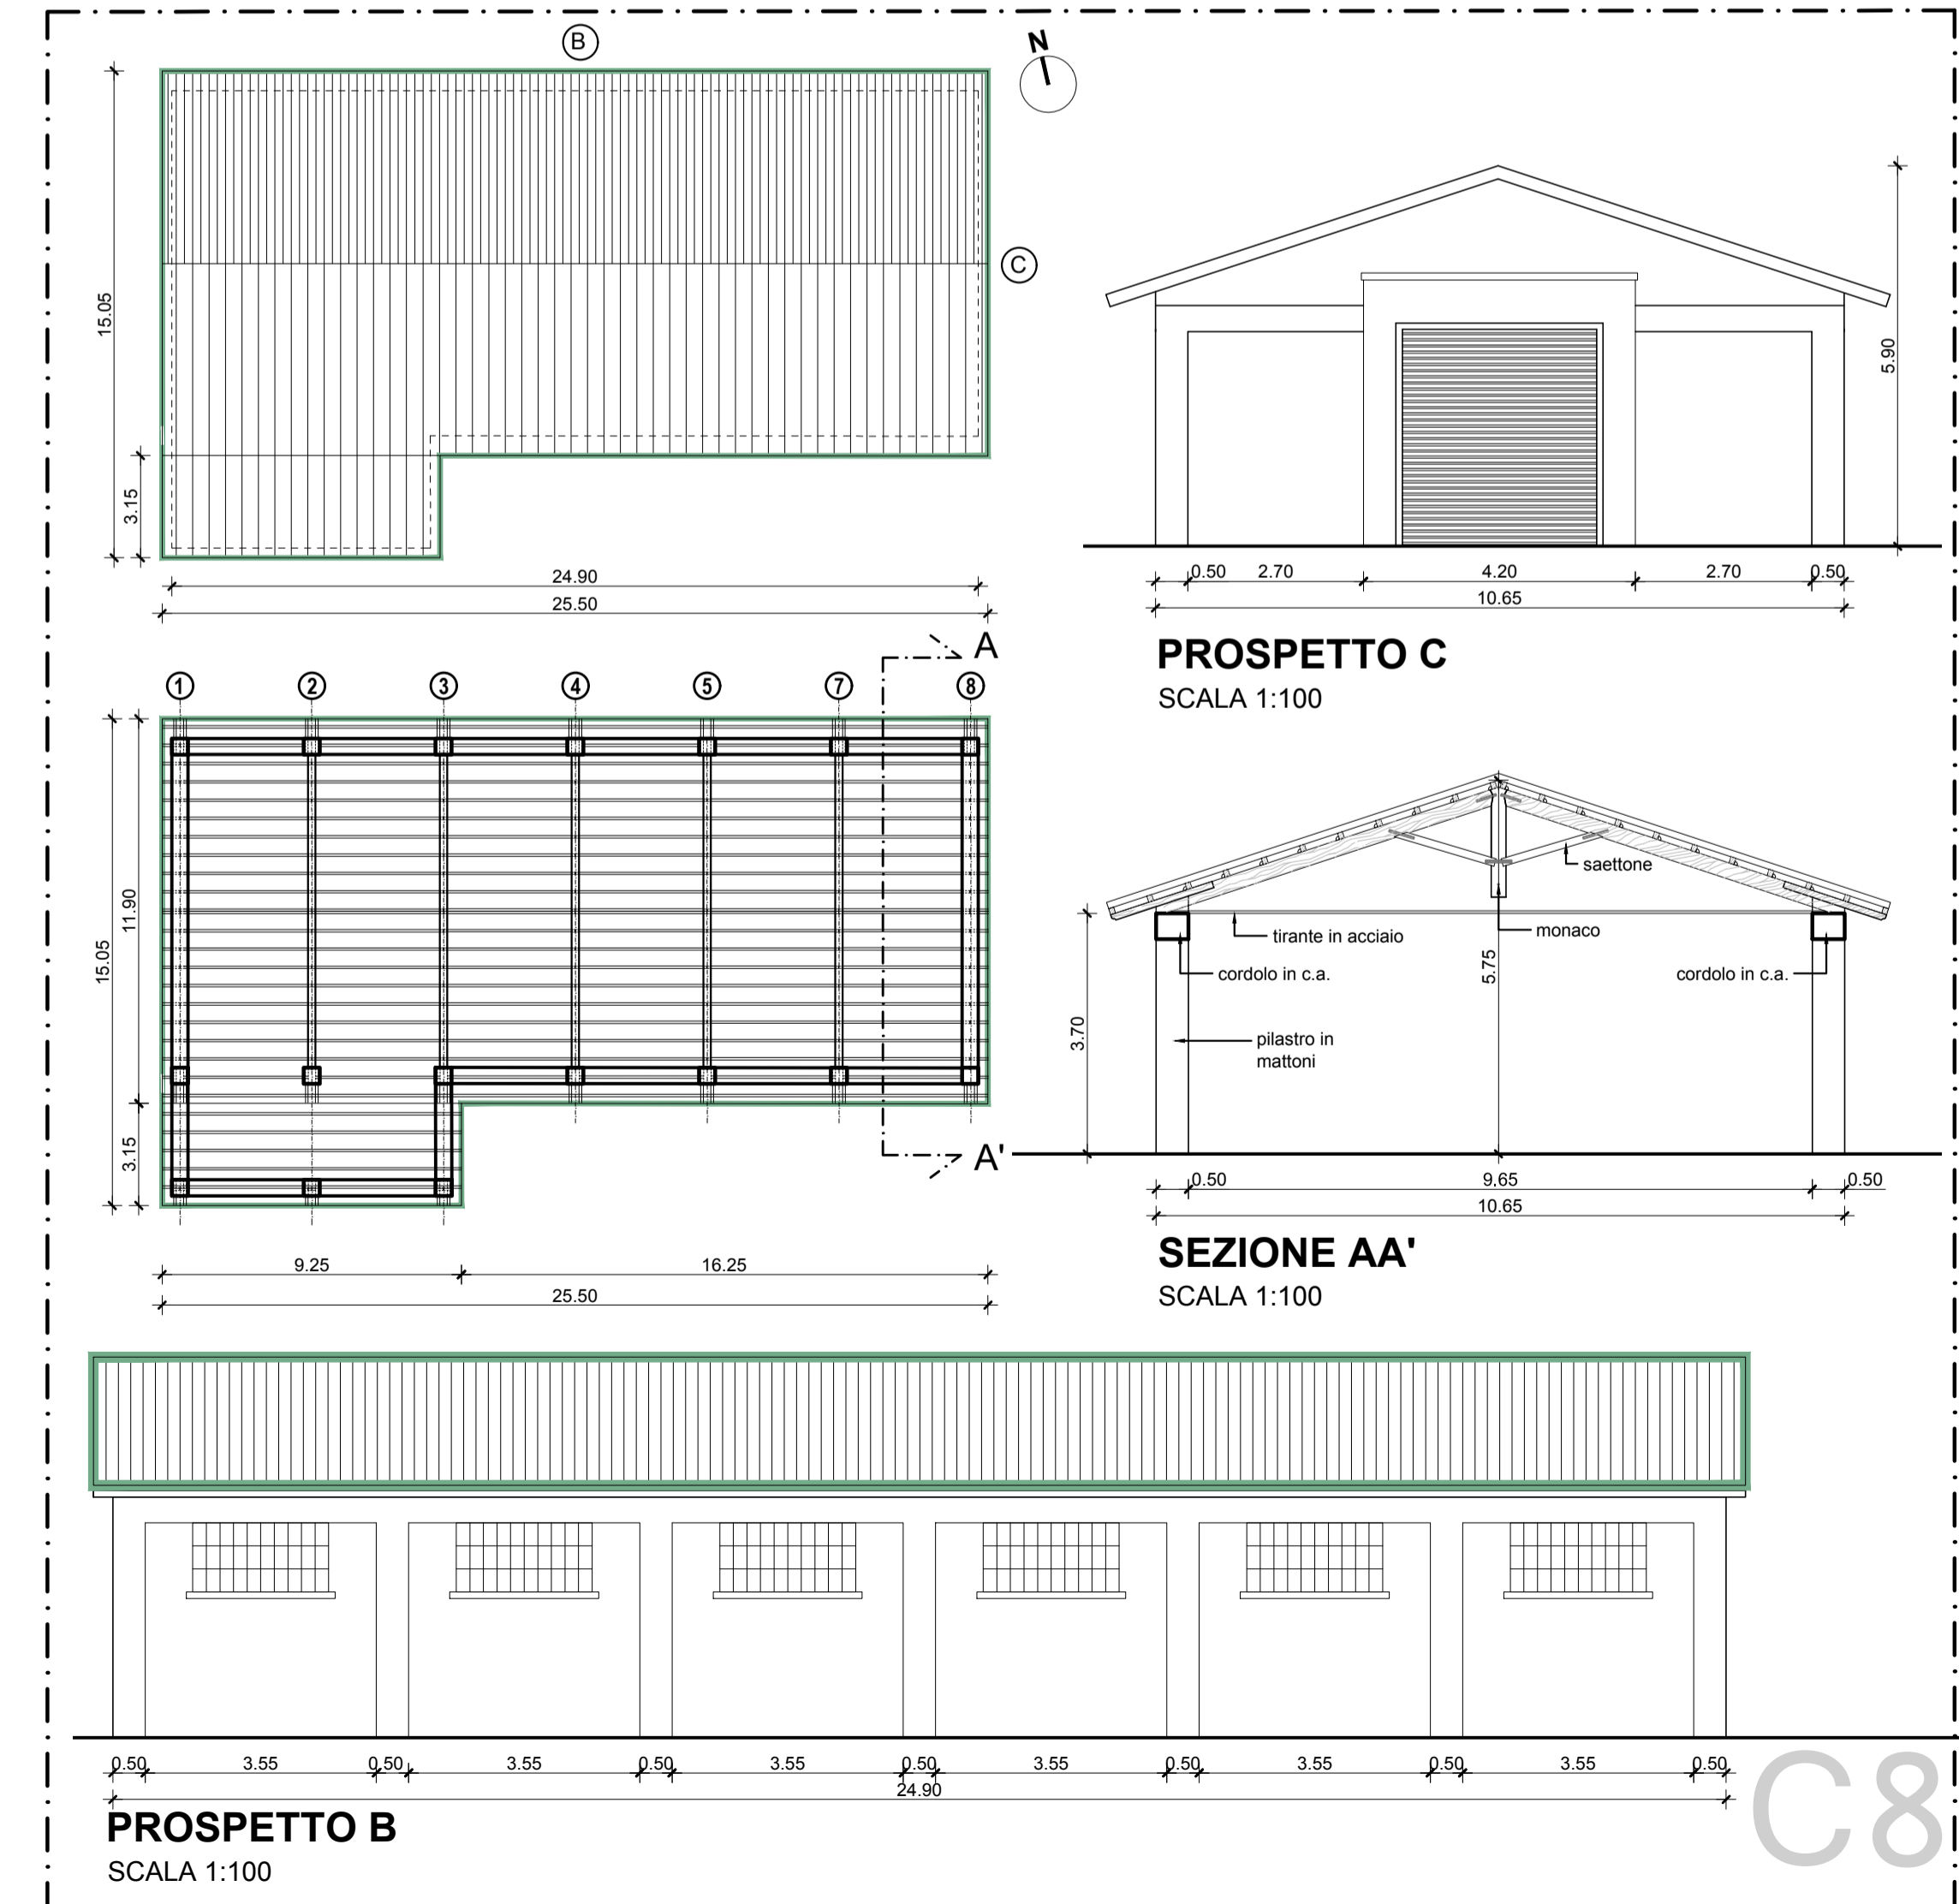 B
N
C
15.05
3.15
24.90
25.50
5.90
0.50 2.70 4.20 2.70 0.50
10.65
PROSPETTO C
SCALA 1:100
A
1 2 3 4 5 7 8
11.90
15.05
3.15
A'
9.25 16.25
25.50
saettone
tirante in acciaio
monaco
cordolo in c.a.
cordolo in c.a.
5.75
3.70
pilastro in
mattoni
0.50 9.65 0.50
10.65
SEZIONE AA'
SCALA 1:100
0.50 3.55 0.50 3.55 0.50 3.55 0.50 3.55 0.50 3.55 0.50 3.55 0.50
24.90
PROSPETTO B
SCALA 1:100
C8